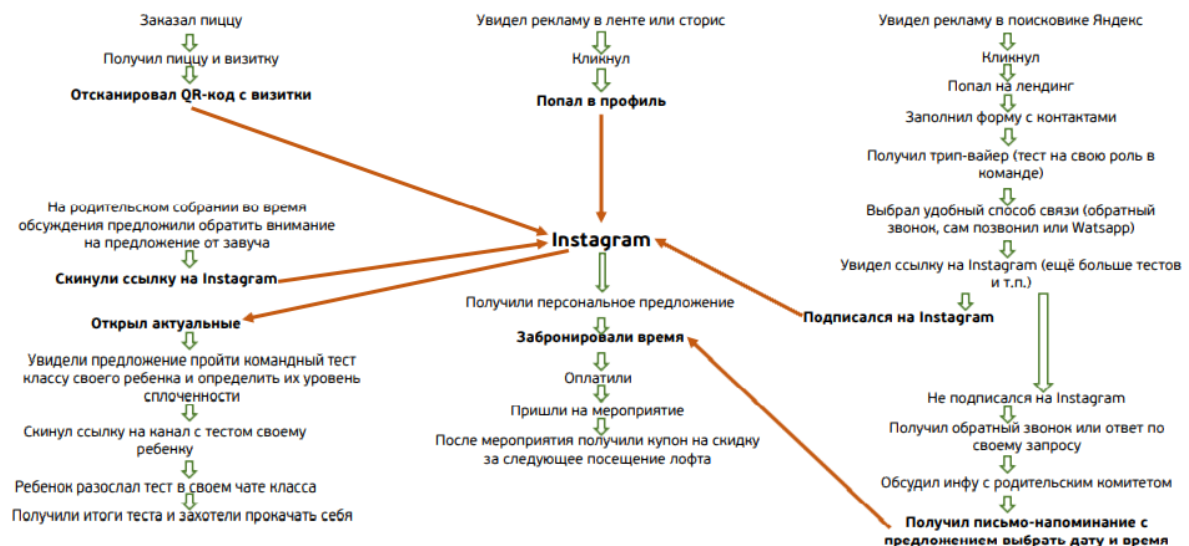 Заказал пиццу
Получил пиццу и визитку
Отсканировал QR-код с визитки
На родительском собрании во время
обсуждения предложили обратить внимание
на предложение от завуча
Скинули ссылку на Instagram
Открыл актуальные
Увидели предложение пройти командный тест
классу своего ребенка и определить их уровень
сплоченности
Скинул ссылку на канал с тестом своему
ребенку
Ребенок разослал тест в своем чате класса
Получили итоги теста и захотели прокачать себя
Увидел рекламу в ленте или сторис
Кликнул
Попал в профиль
Instagram
Получили персональное предложение
Забронировали время
Оплатили
Пришли на мероприятие
После мероприятия получили купон на скидку
за следующее посещение лофта
Увидел рекламу в поисковике Яндекс
Кликнул
Попал на лендинг
Заполнил форму с контактами
Получил трип-вайер (тест на свою роль в
команде)
Выбрал удобный способ связи (обратный
звонок, сам позвонил или Watsapp)
Увидел ссылку на Instagram (ещё больше тестов
и т.п.)
Подписался на Instagram
Не подписался на Instagram
Получил обратный звонок или ответ по
своему запросу
Обсудил инфу с родительским комитетом
Получил письмо-напоминание с
предложением выбрать дату и время